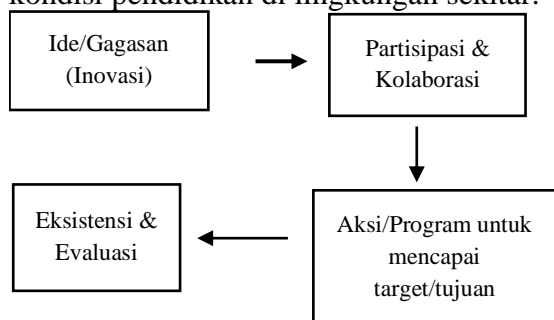 kondisi pendidikan di lingkungan sekitar.
Ide/Gagasan
(Inovasi)
Partisipasi &
Kolaborasi
Aksi/Program untuk
mencapai
target/tujuan
Eksistensi &
Evaluasi